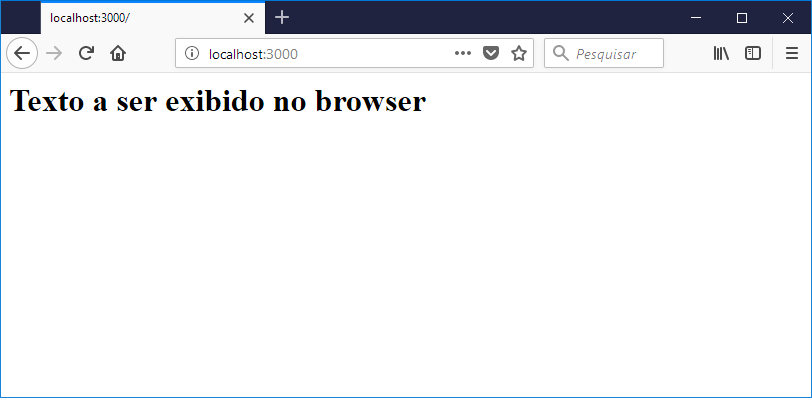 localhost:3000/
localhost:3000
Pesquisar
Texto a ser exibido no browser